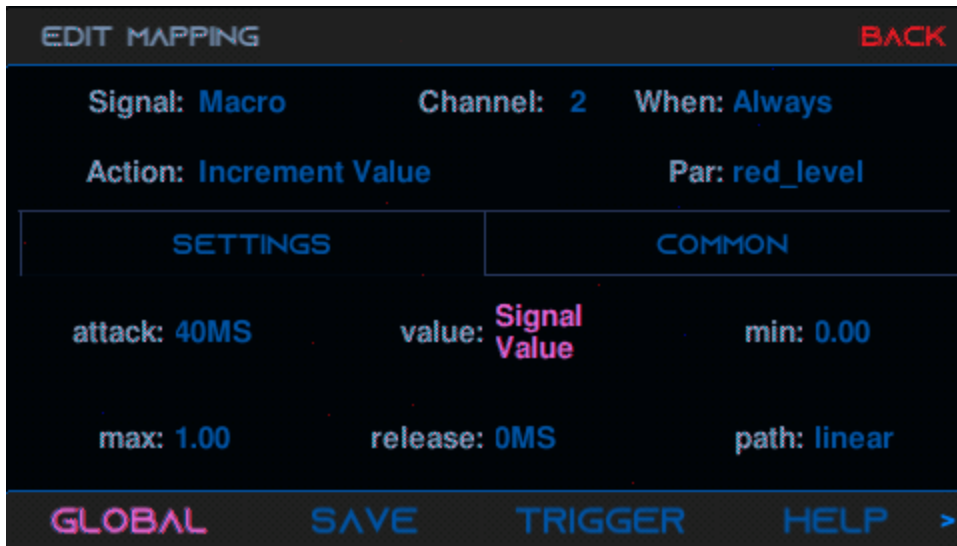 EDIT MAPPING BACK
Signal: Macro Channel: 2 When: Always
Action: Increment Value Par: red_level
SETTINGS COMMON
attack: 40MS value: Signal Value min: 0.00
max: 1.00 release: 0MS path: linear
GLOBAL SAVE TRIGGER HELP >